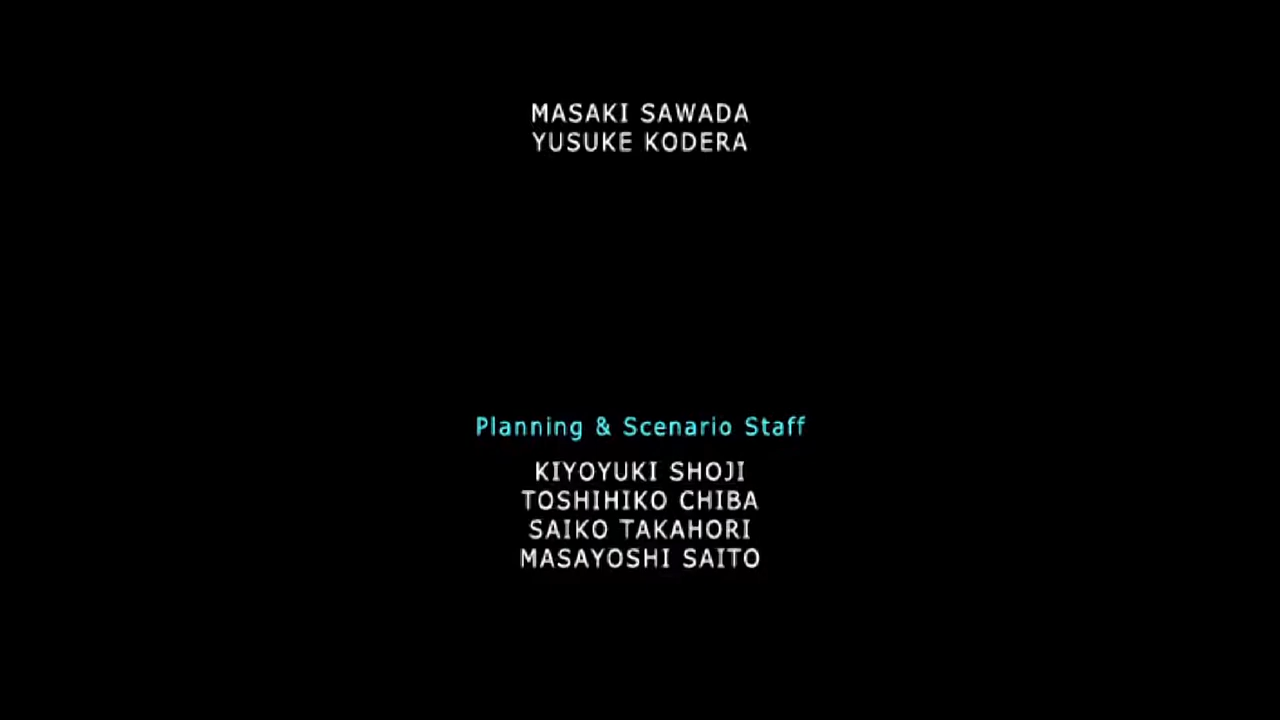 MASAKI SAWADA
YUSUKE KODERA
Planning & Scenario Staff
KIYOYUKI SHOJI
TOSHIHIKO CHIBA
SAIKO TAKAHORI
MASAYOSHI SAITO